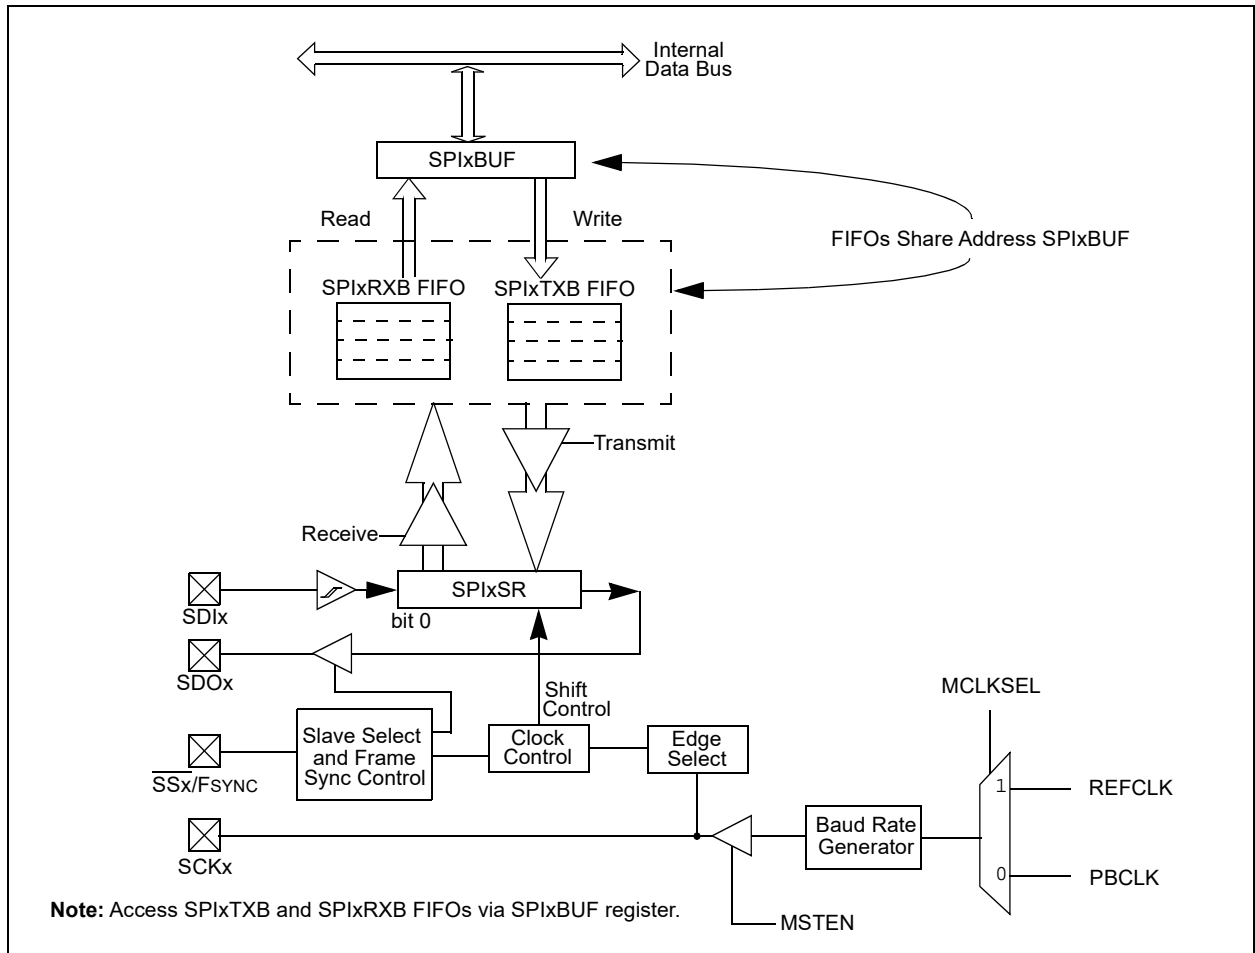 Internal
Data Bus
SPIxBUF
Read
Write
FIFOs Share Address SPIxBUF
SPIxRXB FIFO
SPIxTXB FIFO
Transmit
Receive
SPIxSR
SDIx
bit 0
SDOx
Shift
Control
MCLKSEL
Slave Select
and Frame
Sync Control
Clock
Control
Edge
Select
SSx/FSYNC
1
REFCLK
Baud Rate
Generator
SCKx
0
PBCLK
Note: Access SPIxTXB and SPIxRXB FIFOs via SPIxBUF register.
MSTEN